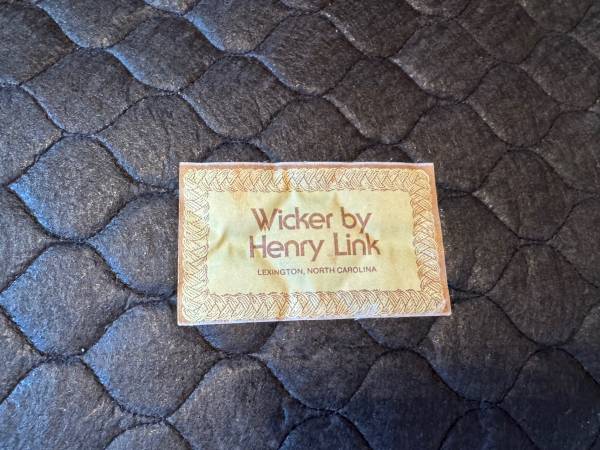 Wicker by
Henry Link
LEXINGTON, NORTH CAROLINA